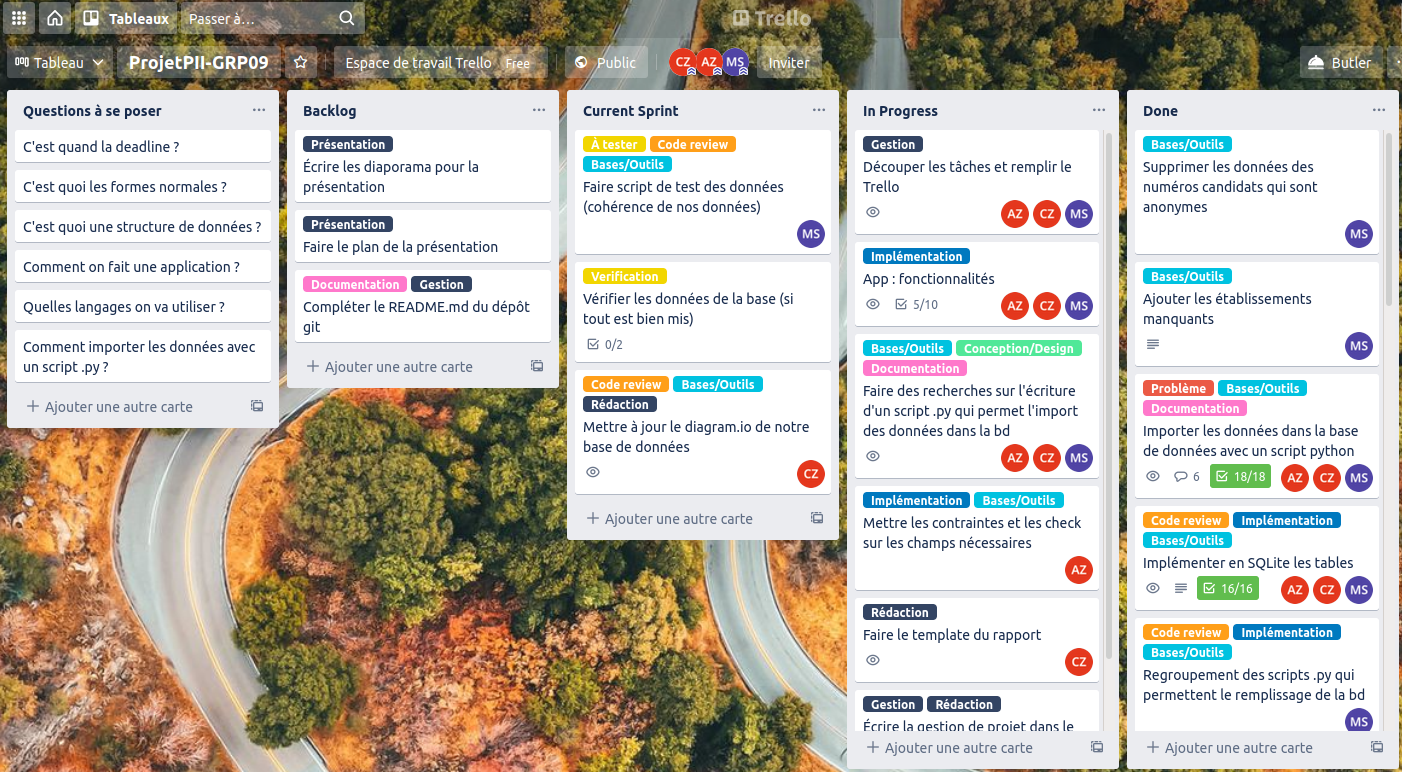 Tableaux
Passer à…
Trello
Tableau
ProjetPII-GRP09
Espace de travail Trello Free
Public
CZ AZ MS
Inviter
Butler
Questions à se poser
C'est quand la deadline ?
C'est quoi les formes normales ?
C'est quoi une structure de données ?
Comment on fait une application ?
Quelles langages on va utiliser ?
Comment importer les données avec
un script .py ?
+ Ajouter une autre carte
Backlog
Présentation
Écrire les diaporama pour la
présentation
Présentation
Faire le plan de la présentation
Documentation Gestion
Compléter le README.md du dépôt
git
+ Ajouter une autre carte
Current Sprint
À tester Code review
Bases/Outils
Faire script de test des données
(cohérence de nos données)
MS
Verification
Vérifier les données de la base (si
tout est bien mis)
0/2
Code review Bases/Outils
Rédaction
Mettre à jour le diagram.io de notre
base de données
CZ
+ Ajouter une autre carte
In Progress
Gestion
Découper les tâches et remplir le
Trello
AZ CZ MS
Implémentation
App : fonctionnalités
5/10 AZ CZ MS
Bases/Outils Conception/Design
Documentation
Faire des recherches sur l'écriture
d'un script .py qui permet l'import
des données dans la bd
AZ CZ MS
Implémentation Bases/Outils
Mettre les contraintes et les check
sur les champs nécessaires
AZ
Rédaction
Faire le template du rapport
CZ
Gestion Rédaction
Écrire la gestion de projet dans le
+ Ajouter une autre carte
Done
Bases/Outils
Supprimer les données des
numéros candidats qui sont
anonymes
MS
Bases/Outils
Ajouter les établissements
manquants
MS
Problème Bases/Outils
Documentation
Importer les données dans la base
de données avec un script python
6 18/18 AZ CZ MS
Code review Implémentation
Bases/Outils
Implémenter en SQLite les tables
16/16 AZ CZ MS
Code review Implémentation
Bases/Outils
Regroupement des scripts .py qui
permettent le remplissage de la bd
MS
+ Ajouter une autre carte